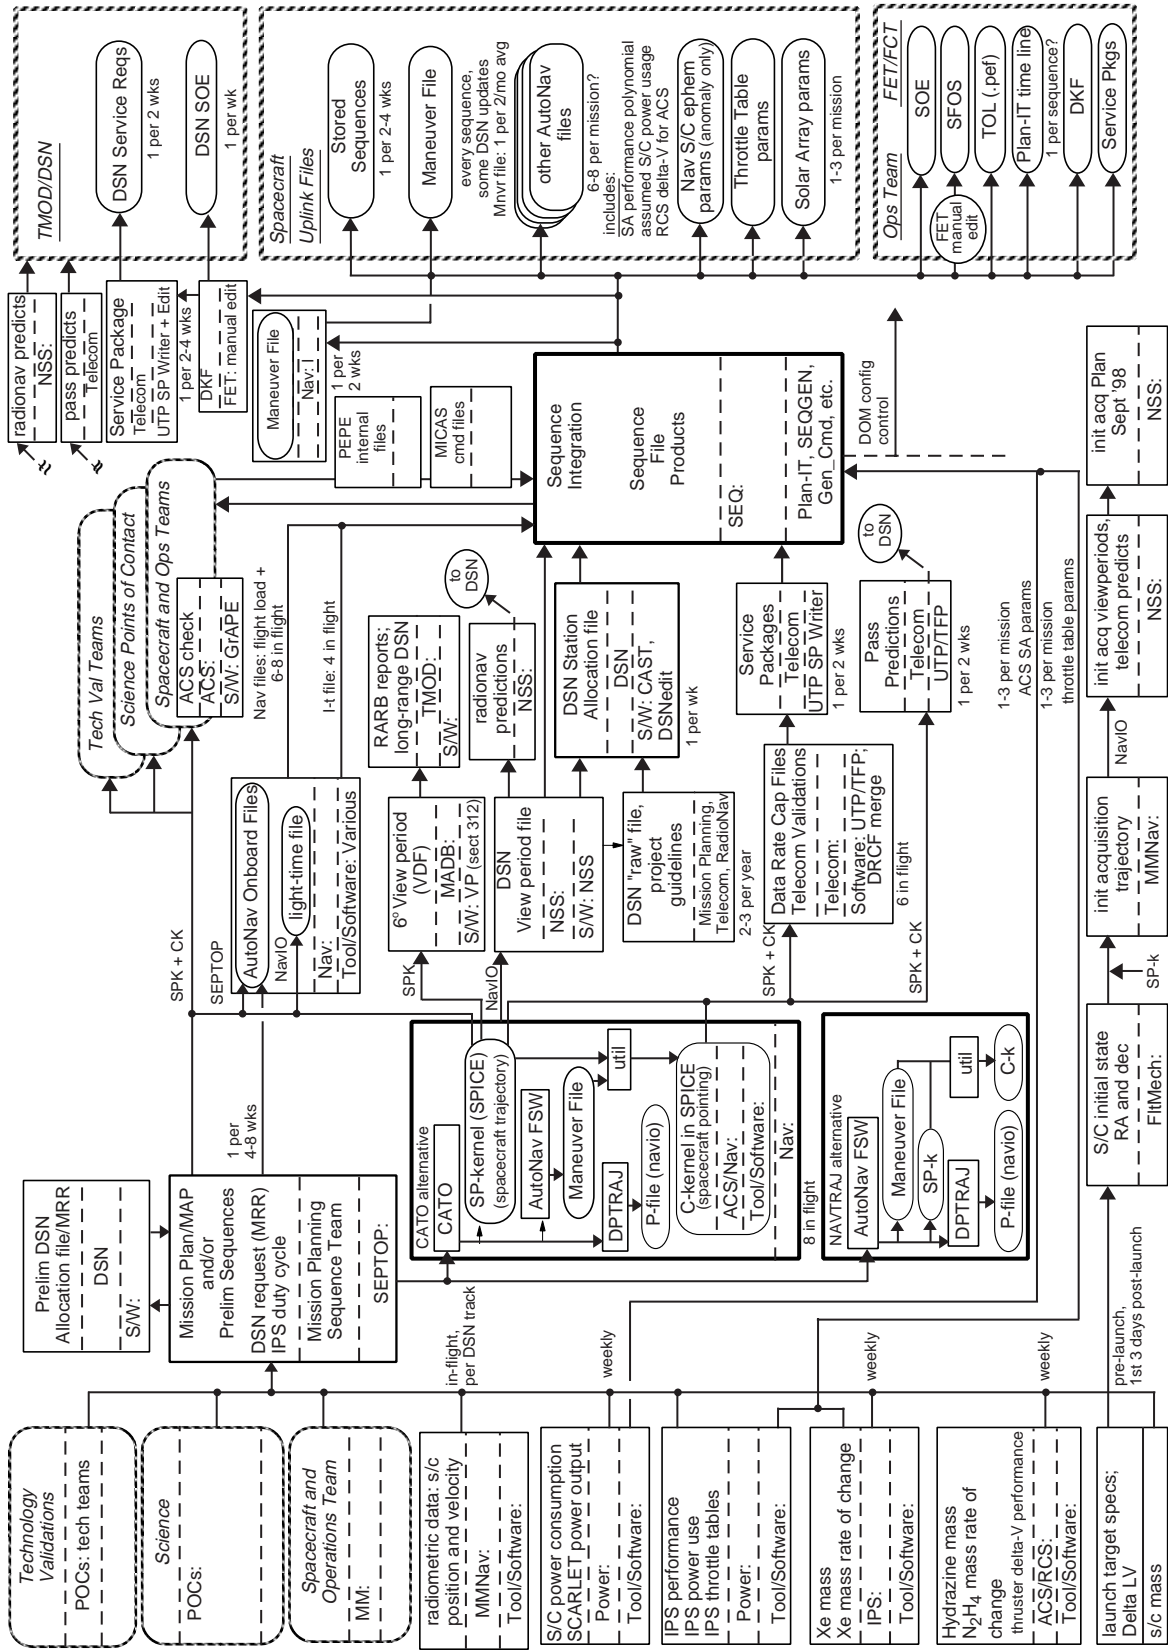 Technology
Validations
POCs: tech teams
Science
POCs:
Spacecraft and
Operations Team
MM:
radiometric data: s/c
position and velocity
MMNav:
Tool/Software:
S/C power consumption
SCARLET power output
Power:
Tool/Software:
IPS performance
IPS power use
IPS throttle tables
Power:
Tool/Software:
Xe mass
Xe mass rate of change
IPS:
Tool/Software:
Hydrazine mass
N2H4 mass rate of
change
thruster delta-V performance
ACS/RCS:
Tool/Software:
launch target specs;
Delta LV
s/c mass
in-flight,
per DSN track
weekly
weekly
weekly
pre-launch,
1st 3 days post-launch
Prelim DSN
Allocation file/MRR
DSN
S/W:
Mission Plan/MAP
and/or
Prelim Sequences
DSN request (MRR)
IPS duty cycle
Mission Planning
Sequence Team
SEPTOP:
1 per
4-8 wks
CATO alternative
CATO
SP-kernel (SPICE)
(spacecraft trajectory)
AutoNav FSW
Maneuver File
util
DPTRAJ
P-file (navio)
C-kernel in SPICE
(spacecraft pointing)
ACS/Nav:
Tool/Software:
Nav:
8 in flight
NAVTRAJ alternative
AutoNav FSW
Maneuver File
SP-k
util
DPTRAJ
P-file (navio)
C-k
S/C initial state
RA and dec
FltMech:
SP-k
SPK + CK
SEPTOP
AutoNav Onboard Files
NavIO
light-time file
Nav:
Tool/Software: Various
SPK
6º View period
(VDF)
MADB:
S/W: VP (sect 312)
NavIO
DSN
View period file
NSS:
S/W: NSS
DSN "raw" file,
project
guidelines
Mission Planning,
Telecom, RadioNav
2-3 per year
SPK + CK
Data Rate Cap Files
Telecom Validations
Telecom:
Software: UTP/TFP;
DRCF merge
6 in flight
SPK + CK
init acquisition
trajectory
MMNav:
NavIO
Tech Val Teams
Science Points of Contact
Spacecraft and Ops Teams
ACS check
ACS:
S/W: GrAPE
Nav files: flight load +
6-8 in flight
l-t file: 4 in flight
RARB reports;
long-range DSN
TMOD:
S/W:
radionav
predictions
NSS:
to
DSN
DSN Station
Allocation file
DSN
S/W: CAST,
DSNedit
1 per wk
Service
Packages
Telecom
UTP SP Writer
1 per 2 wks
Pass
Predictions
Telecom
UTP/TFP
1 per 2 wks
to
DSN
1-3 per mission
ACS SA params
1-3 per mission
throttle table params
init acq viewperiods,
telecom predicts
NSS:
init acq Plan
Sept '98
NSS:
PEPE
internal
files
MICAS
cmd files
Sequence
Integration
Sequence
File
Products
SEQ:
Plan-IT, SEQGEN,
Gen_Cmd, etc.
DOM config
control
radionav predicts
NSS:
pass predicts
Telecom
Service Package
Telecom
UTP SP Writer + Edit
1 per 2-4 wks
DKF
FET: manual edit
Maneuver File
Nav: l
1 per
2 wks
TMOD/DSN
DSN Service Reqs
1 per 2 wks
DSN SOE
1 per wk
Spacecraft
Uplink Files
Stored
Sequences
1 per 2-4 wks
Maneuver File
every sequence,
some DSN updates
Mnvr file: 1 per 2/mo avg
other AutoNav
files
6-8 per mission?
includes:
SA performance polynomial
assumed S/C power usage
RCS delta-V for ACS
Nav S/C ephem
params (anomaly only)
Throttle Table
params
Solar Array params
1-3 per mission
Ops Team
FET/FCT
SOE
FET
manual
edit
SFOS
TOL (.pef)
Plan-IT time line
1 per sequence?
DKF
Service Pkgs